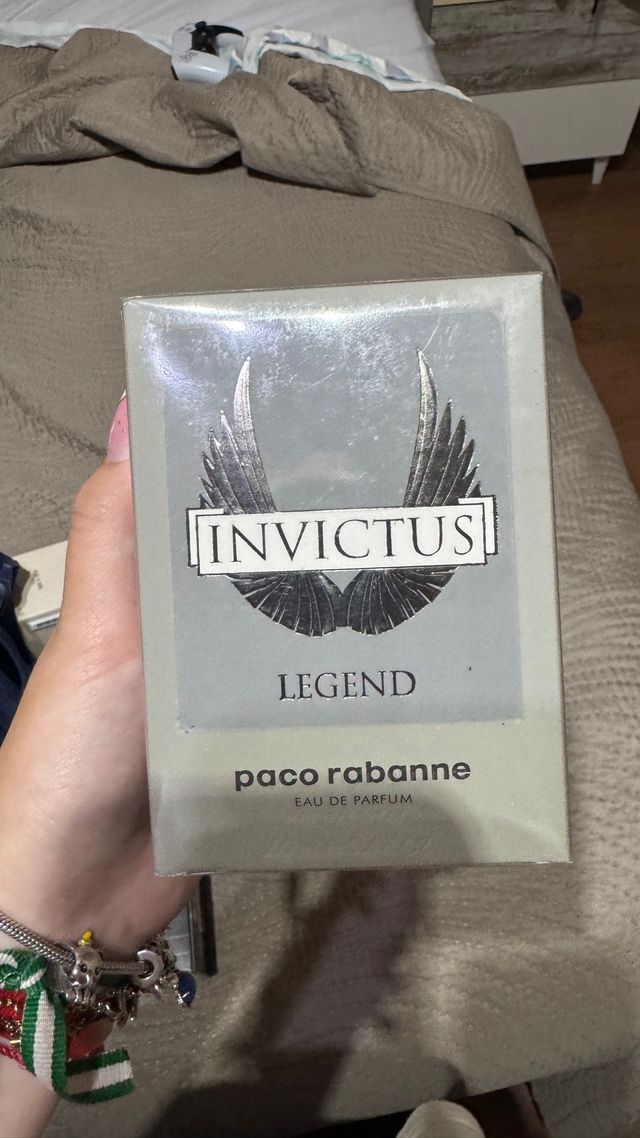 INVICTUS
LEGEND
paco rabanne
EAU DE PARFUM